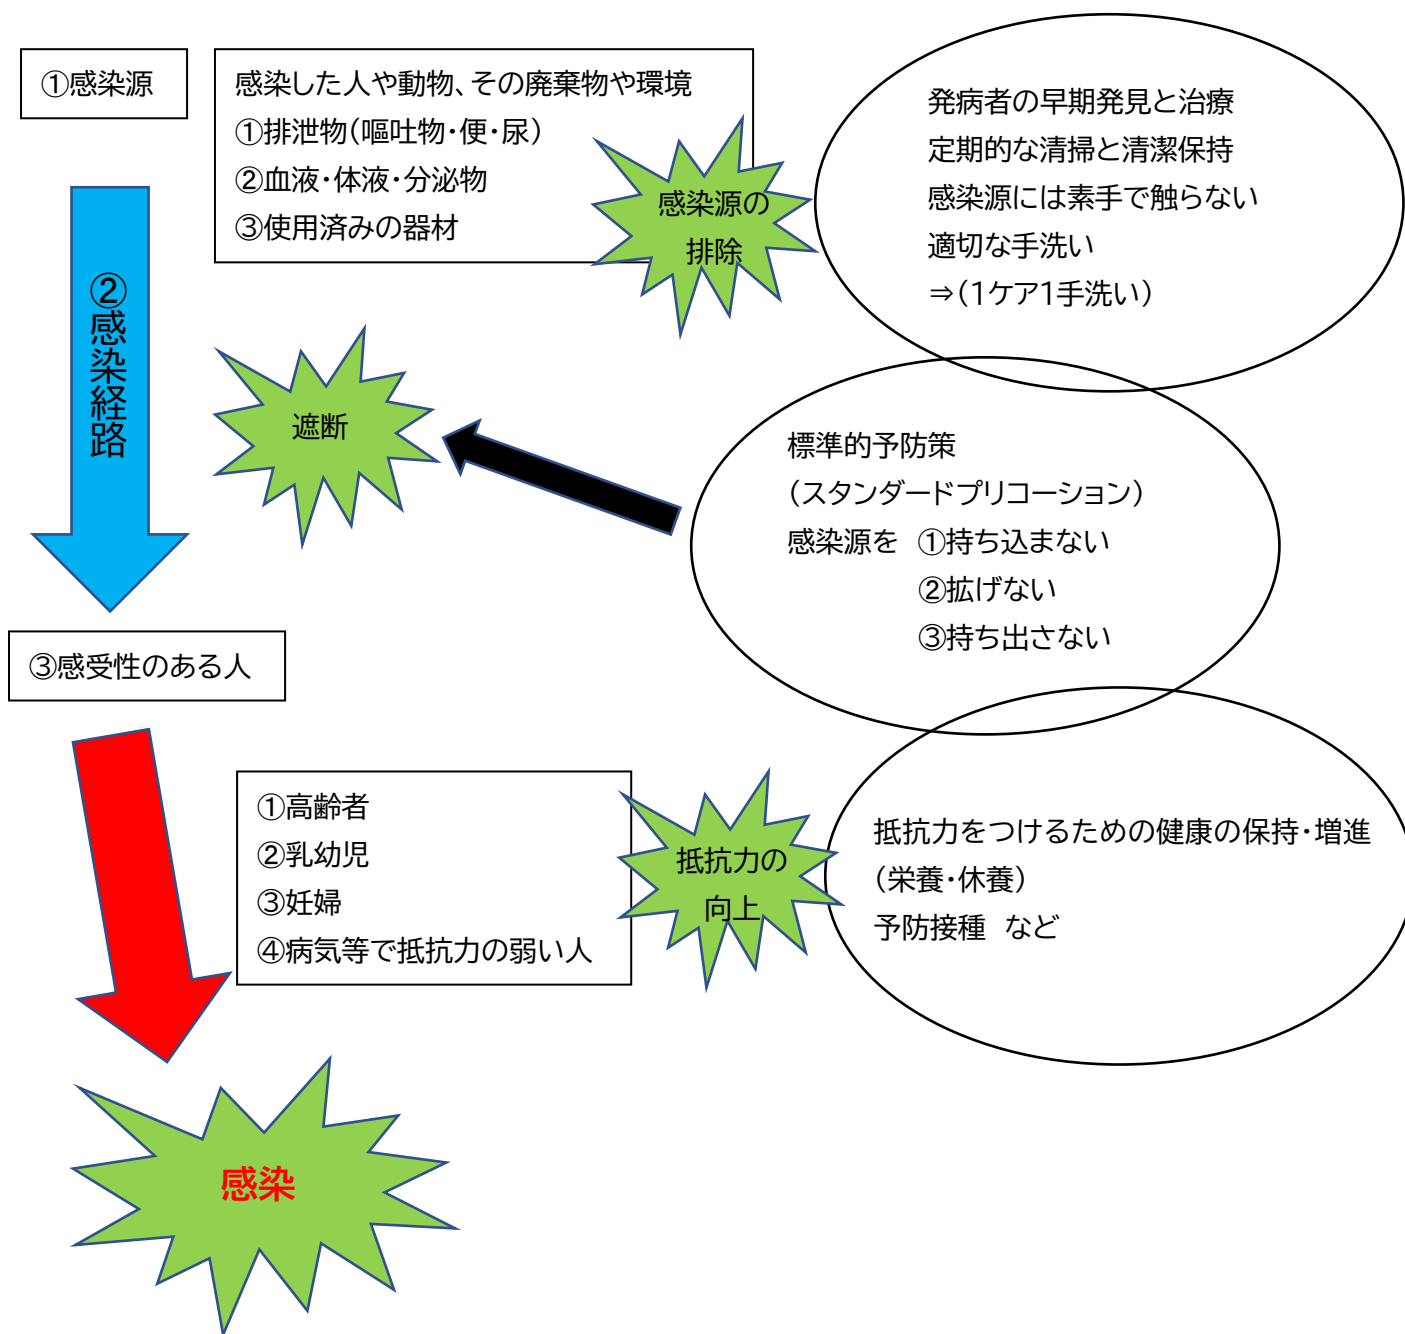 ①感染源
感染した人や動物、その廃棄物や環境
①排泄物(嘔吐物・便・尿)
②血液・体液・分泌物
③使用済みの器材
感染源の
排除
発病者の早期発見と治療
定期的な清掃と清潔保持
感染源には素手で触らない
適切な手洗い
⇒(1ケア1手洗い)
②感染経路
遮断
標準的予防策
(スタンダードプリコーション)
感染源を ①持ち込まない
②拡げない
③持ち出さない
③感受性のある人
①高齢者
②乳幼児
③妊婦
④病気等で抵抗力の弱い人
抵抗力の
向上
抵抗力をつけるための健康の保持・増進
(栄養・休養)
予防接種 など
感染